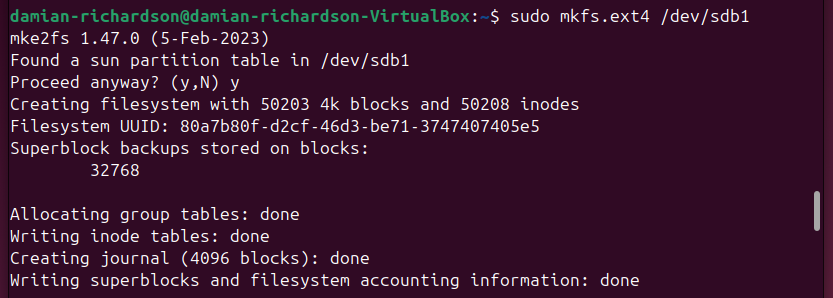 damian-richardson@damian-richardson-VirtualBox:~$ sudo mkfs.ext4 /dev/sdb1
mke2fs 1.47.0 (5-Feb-2023)
Found a sun partition table in /dev/sdb1
Proceed anyway? (y,N) y
Creating filesystem with 50203 4k blocks and 50208 inodes
Filesystem UUID: 80a7b80f-d2cf-46d3-be71-3747407405e5
Superblock backups stored on blocks:
        32768

Allocating group tables: done
Writing inode tables: done
Creating journal (4096 blocks): done
Writing superblocks and filesystem accounting information: done